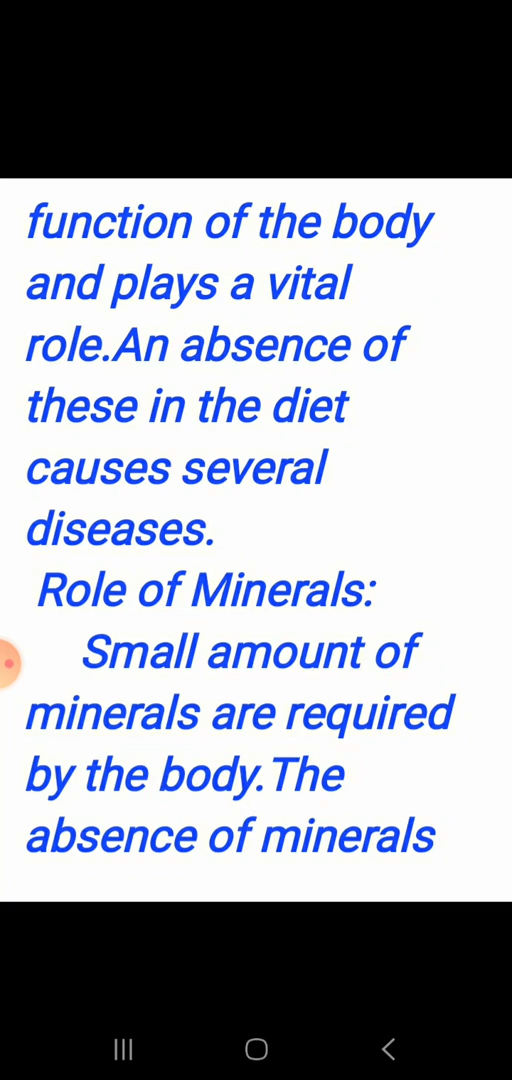 function of the body
and plays a vital
role.An absence of
these in the diet
causes several
diseases.
Role of Minerals:
Small amount of
minerals are required
by the body.The
absence of minerals